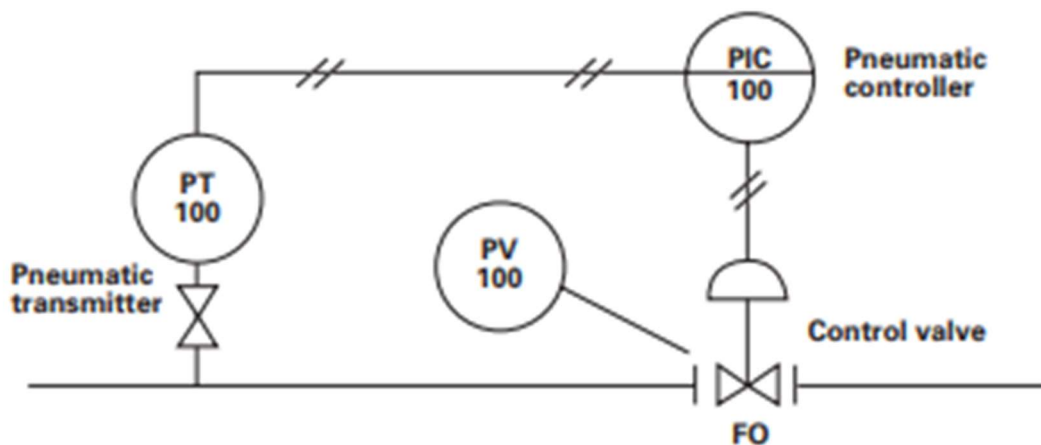 PIC
100
Pneumatic
controller
PT
100
Pneumatic
transmitter
PV
100
Control valve
FO